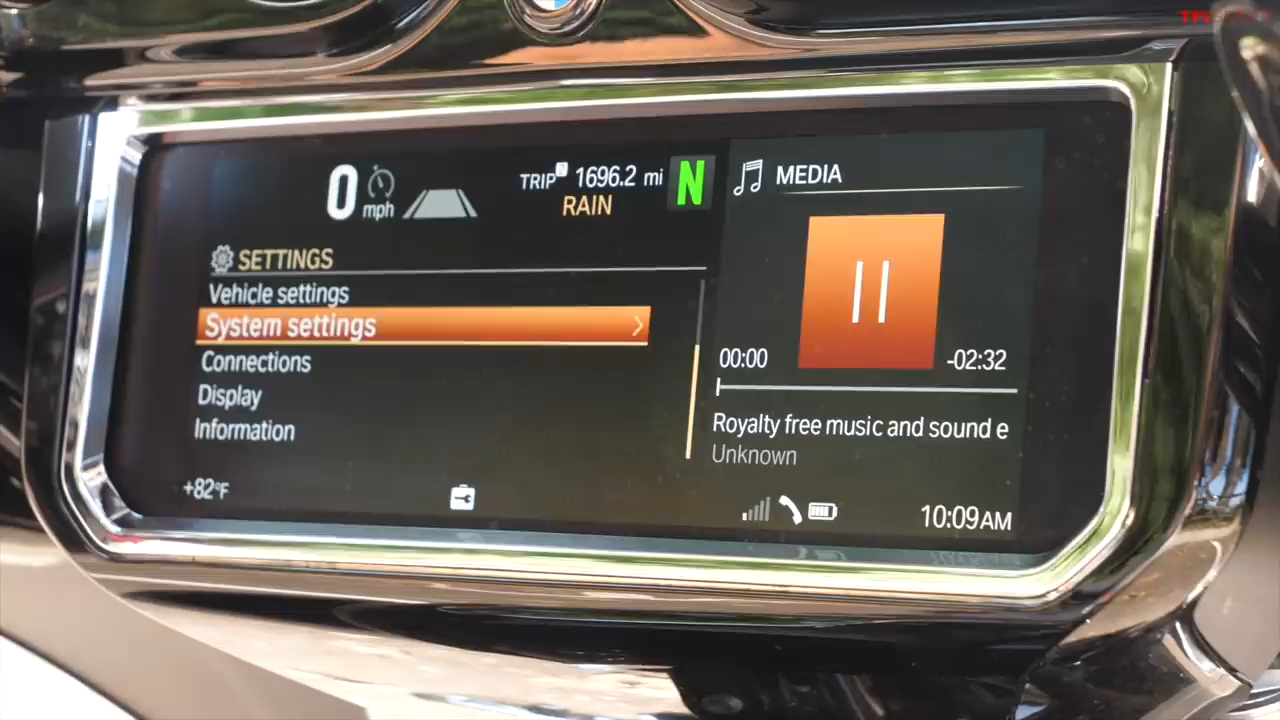 0 mph
TRIP 2 1696.2 mi N
RAIN
SETTINGS
Vehicle settings
System settings
Connections
Display
Information
+82°F
MEDIA
00:00 -02:32
Royalty free music and sound e
Unknown
10:09AM